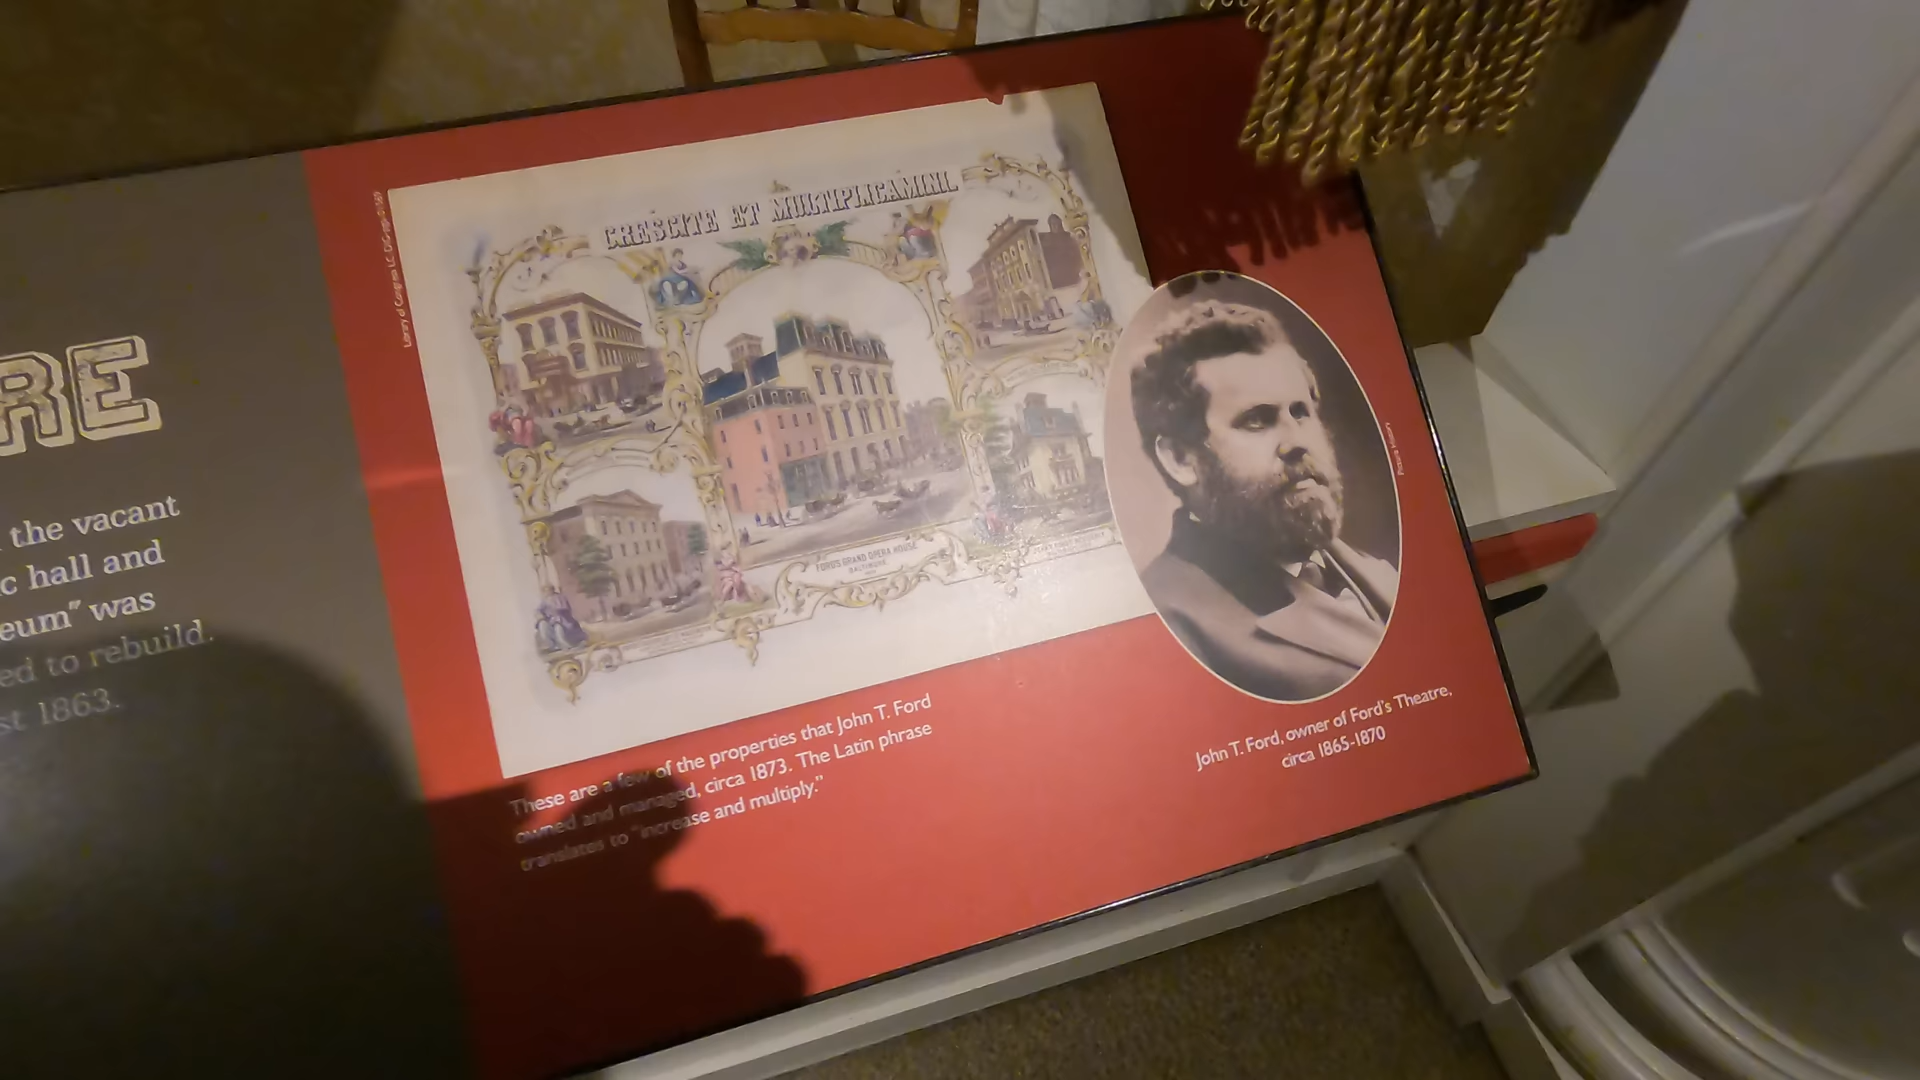 RE
the vacant
c hall and
eum" was
ed to rebuild.
st 1863.
CRESCITE ET MULTIPLICAMINI.
FORD'S GRAND OPERA HOUSE
BALTIMORE
These are a few of the properties that John T. Ford
owned and managed, circa 1873. The Latin phrase
translates to "increase and multiply."
John T. Ford, owner of Ford's Theatre,
circa 1865-1870